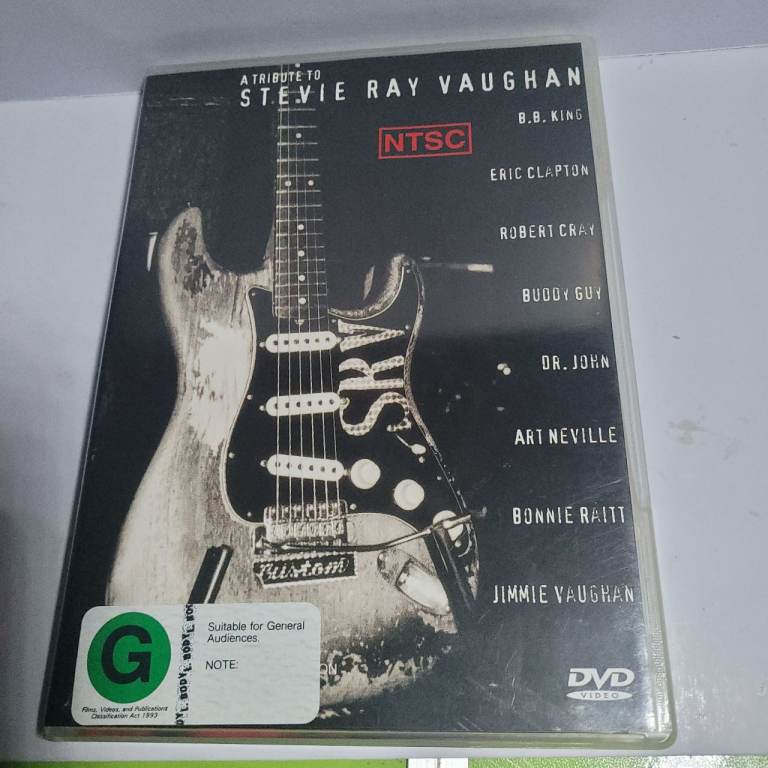 A TRIBUTE TO
STEVIE RAY VAUGHAN
B.B. KING
NTSC
ERIC CLAPTON
ROBERT CRAY
BUDDY GUY
DR. JOHN
ART NEVILLE
BONNIE RAITT
JIMMIE VAUGHAN
SRV
Custom
G
Suitable for General
Audiences.
NOTE:
Films, Videos, and Publications
Classification Act 1993
DVD
VIDEO